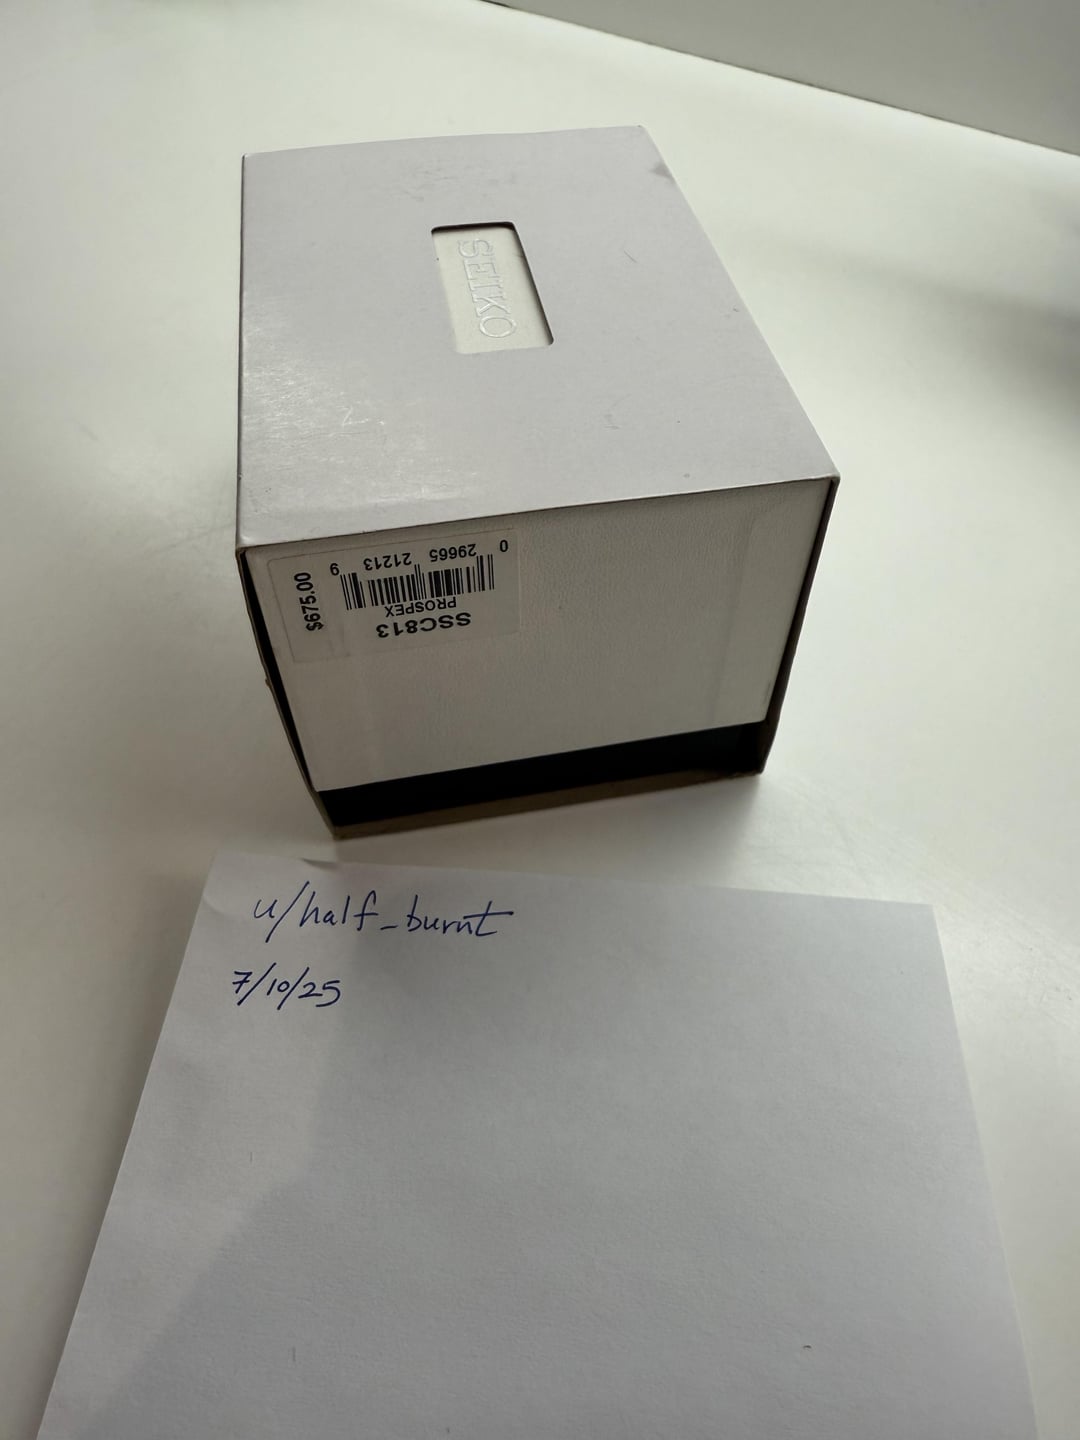 SEIKO
$675.00
SSC813
PROSPEX
0 29665 21213 9
u/half_burnt
7/10/25